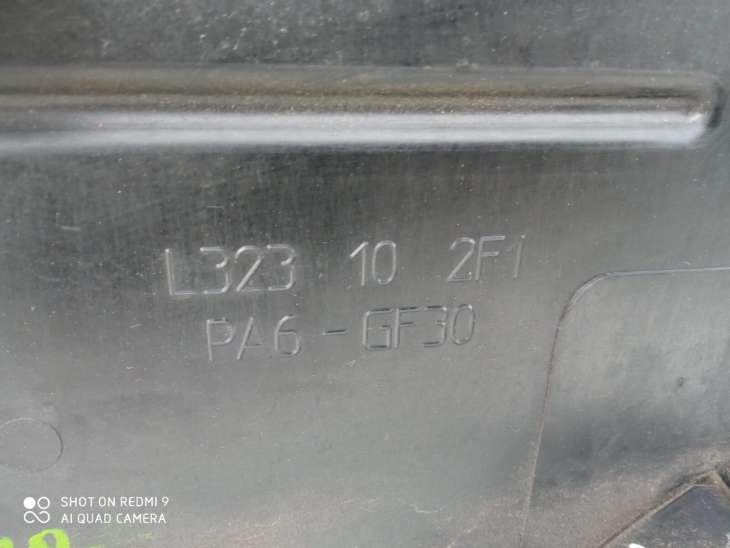 L323 10 2F1
PA6-GF30
SHOT ON REDMI 9
AI QUAD CAMERA